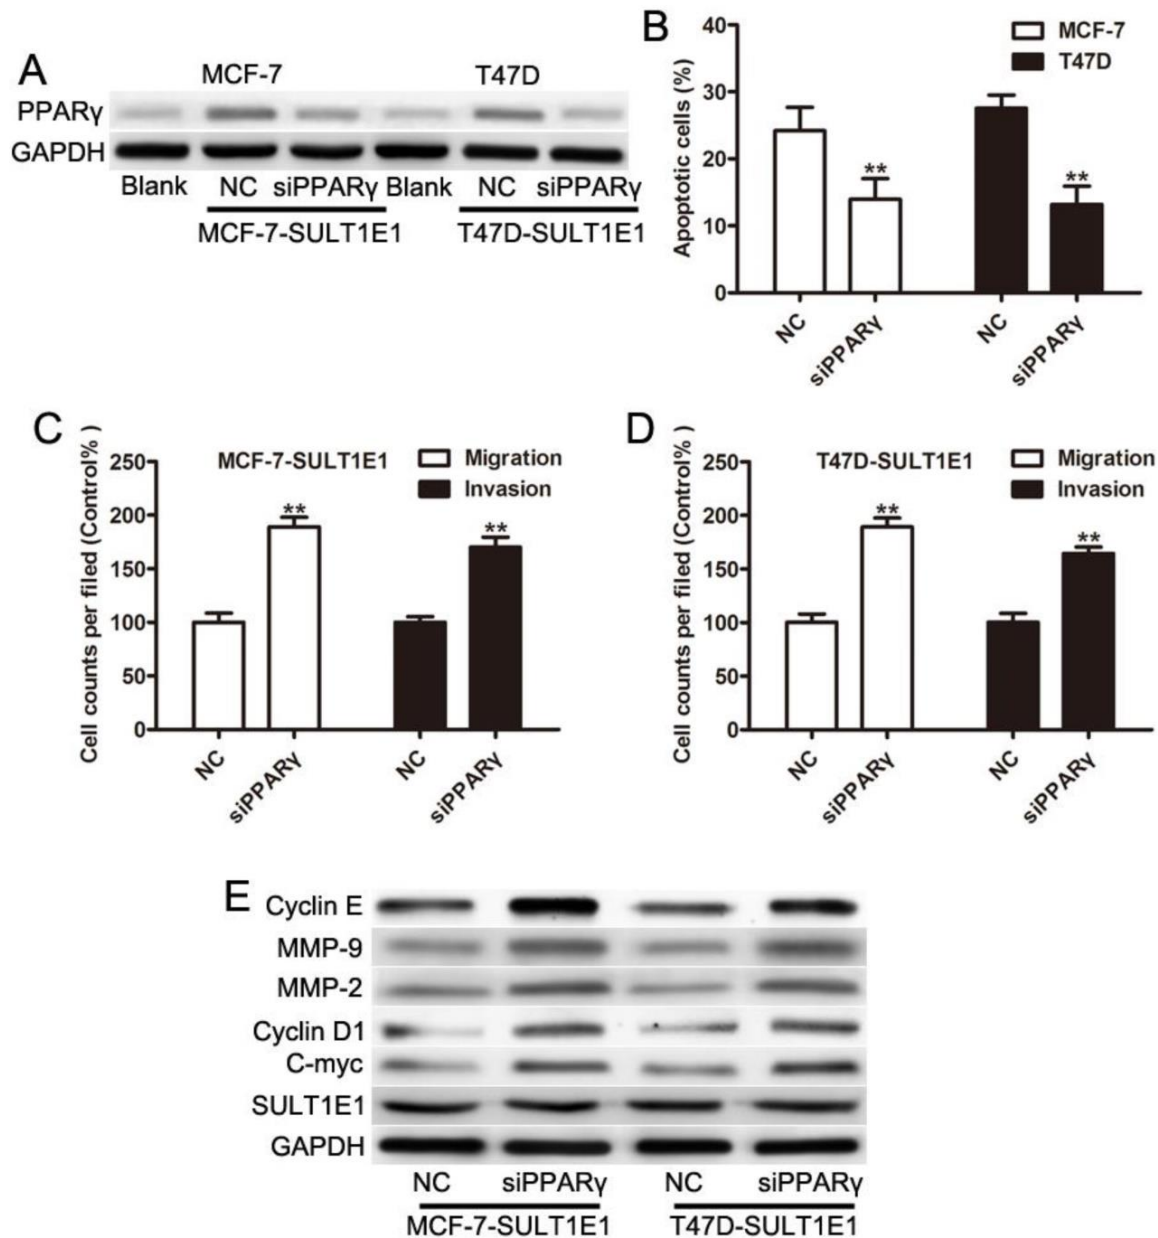 A
MCF-7 T47D
PPARγ
GAPDH
Blank NC siPPARγ Blank NC siPPARγ
MCF-7-SULT1E1 T47D-SULT1E1
B
Apoptotic cells (%)
40
30
20
10
0
MCF-7
T47D
** **
NC siPPARγ NC siPPARγ
C
Cell counts per filed (Control% )
250
200
150
100
50
0
MCF-7-SULT1E1
Migration
Invasion
** **
NC siPPARγ NC siPPARγ
D
Cell counts per filed (Control% )
250
200
150
100
50
0
T47D-SULT1E1
Migration
Invasion
** **
NC siPPARγ NC siPPARγ
E
Cyclin E
MMP-9
MMP-2
Cyclin D1
C-myc
SULT1E1
GAPDH
NC siPPARγ NC siPPARγ
MCF-7-SULT1E1 T47D-SULT1E1